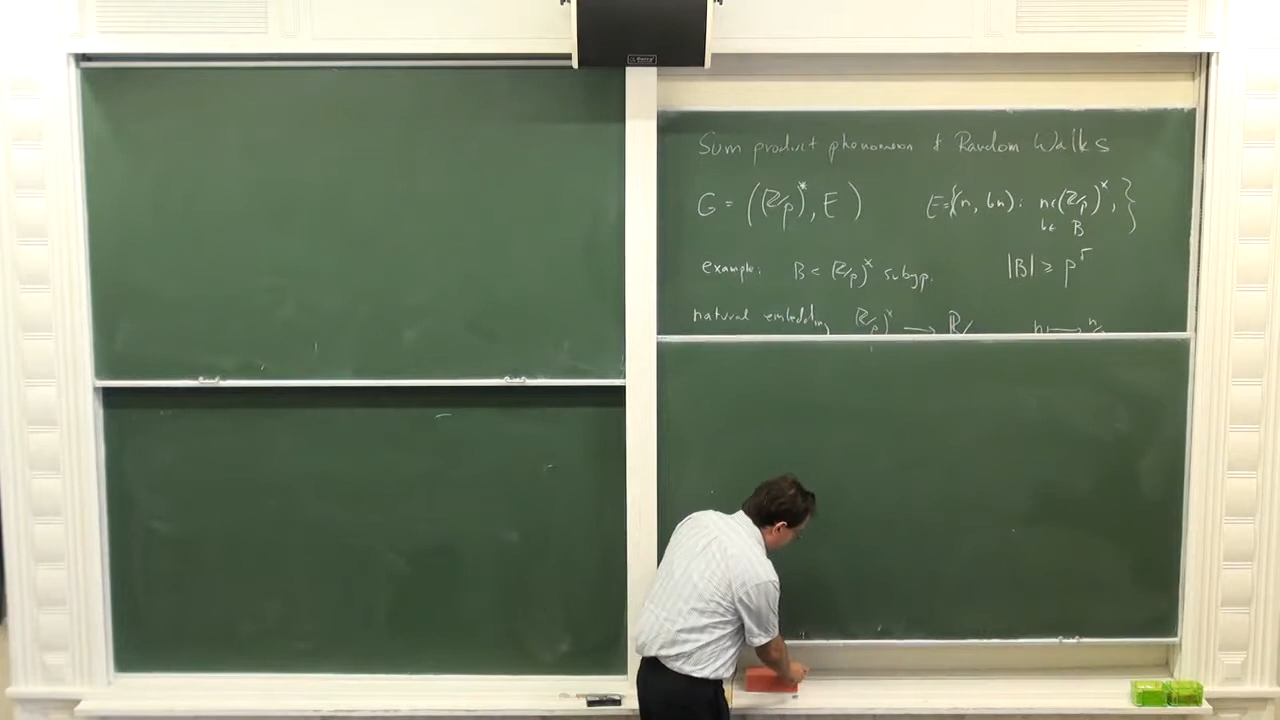 Sum product phenomenon & Random Walks
G = ((ℤ/p)^*, E) E = {(n, bn): n∈(ℤ/p)^×, b∈ B}
example: B < (ℤ/p)^× subgp. |B| ≥ p^δ
natural embedding (ℤ/p)^× → ℝ/ n ↦ n/